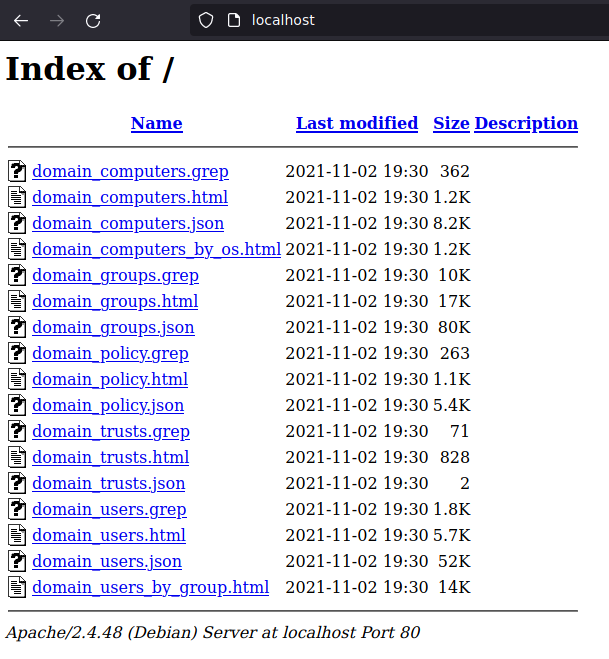 localhost
Index of /
Name Last modified Size Description
domain_computers.grep 2021-11-02 19:30 362
domain_computers.html 2021-11-02 19:30 1.2K
domain_computers.json 2021-11-02 19:30 8.2K
domain_computers_by_os.html 2021-11-02 19:30 1.2K
domain_groups.grep 2021-11-02 19:30 10K
domain_groups.html 2021-11-02 19:30 17K
domain_groups.json 2021-11-02 19:30 80K
domain_policy.grep 2021-11-02 19:30 263
domain_policy.html 2021-11-02 19:30 1.1K
domain_policy.json 2021-11-02 19:30 5.4K
domain_trusts.grep 2021-11-02 19:30 71
domain_trusts.html 2021-11-02 19:30 828
domain_trusts.json 2021-11-02 19:30 2
domain_users.grep 2021-11-02 19:30 1.8K
domain_users.html 2021-11-02 19:30 5.7K
domain_users.json 2021-11-02 19:30 52K
domain_users_by_group.html 2021-11-02 19:30 14K
Apache/2.4.48 (Debian) Server at localhost Port 80